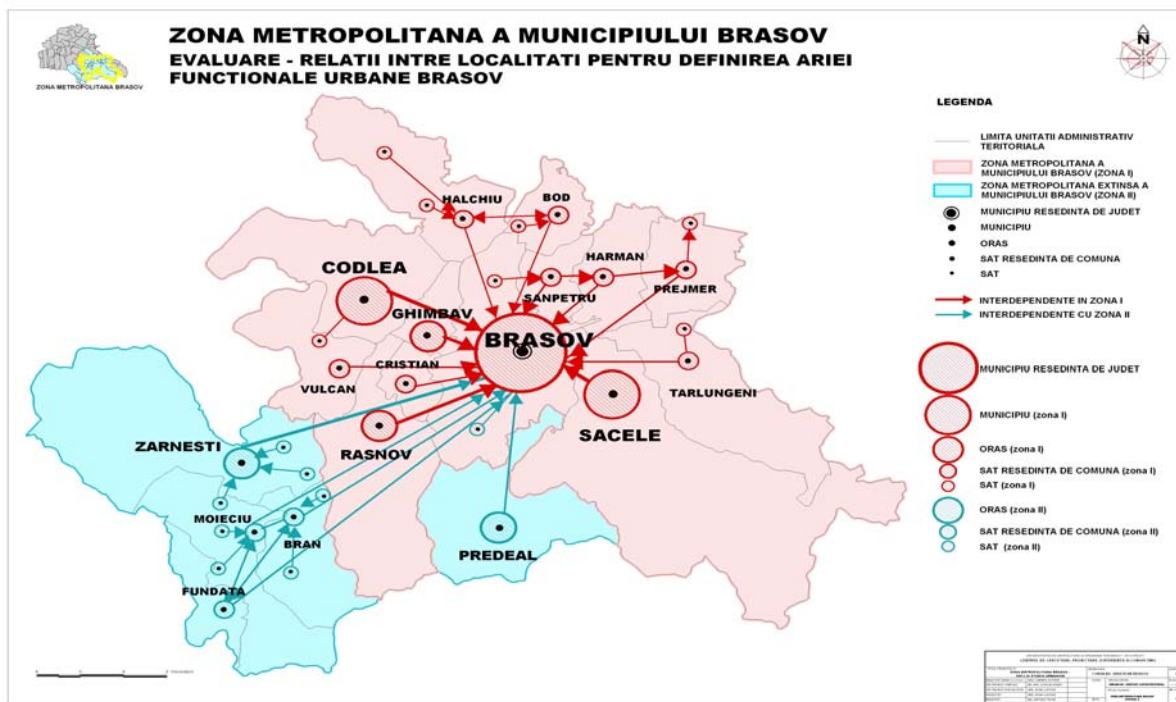 ZONA METROPOLITANA A MUNICIPIULUI BRASOV
EVALUARE - RELATII INTRE LOCALITATI PENTRU DEFINIREA ARIEI
FUNCTIONALE URBANE BRASOV
ZONA METROPOLITANA BRASOV
N
LEGENDA
LIMITA UNITATII ADMINISTRATIV
TERITORIALA
ZONA METROPOLITANA A
MUNICIPIULUI BRASOV (ZONA I)
ZONA METROPOLITANA EXTINSA A
MUNICIPIULUI BRASOV (ZONA II)
MUNICIPIU RESEDINTA DE JUDET
MUNICIPIU
ORAS
SAT RESEDINTA DE COMUNA
SAT
INTERDEPENDENTE IN ZONA I
INTERDEPENDENTE CU ZONA II
MUNICIPIU RESEDINTA DE JUDET
MUNICIPIU (zona I)
ORAS (zona I)
SAT RESEDINTA DE COMUNA (zona I)
SAT (zona I)
ORAS (zona II)
SAT RESEDINTA DE COMUNA (zona II)
SAT (zona II)
HALCHIU
BOD
HARMAN
CODLEA
PREJMER
SANPETRU
GHIMBAV
BRASOV
CRISTIAN
VULCAN
TARLUNGENI
SACELE
RASNOV
ZARNESTI
MOIECIU
BRAN
PREDEAL
FUNDATA